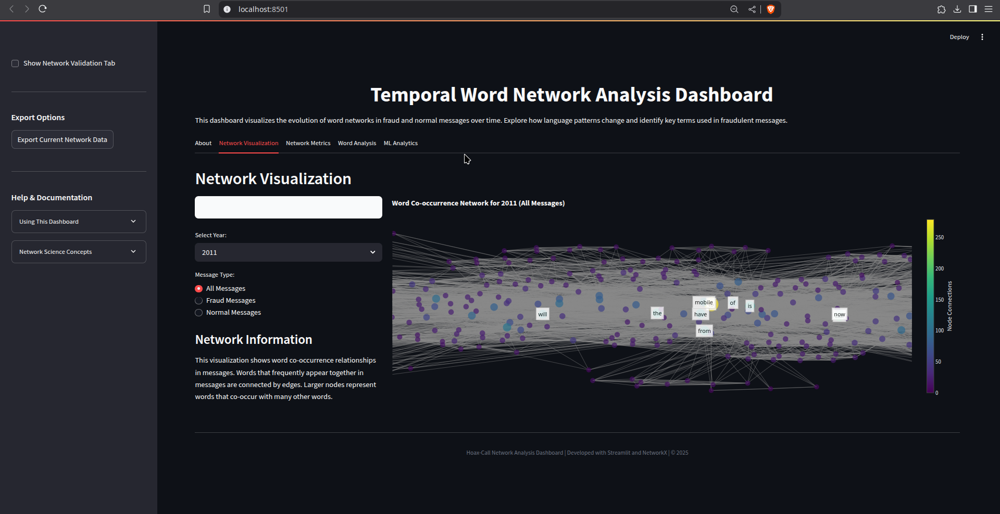 localhost:8501
Deploy
Show Network Validation Tab
Export Options
Export Current Network Data
Help & Documentation
Using This Dashboard
Network Science Concepts
Temporal Word Network Analysis Dashboard
This dashboard visualizes the evolution of word networks in fraud and normal messages over time. Explore how language patterns change and identify key terms used in fraudulent messages.
About Network Visualization Network Metrics Word Analysis ML Analytics
Network Visualization
Select Year:
2011
Message Type:
All Messages
Fraud Messages
Normal Messages
Network Information
This visualization shows word co-occurrence relationships
in messages. Words that frequently appear together in
messages are connected by edges. Larger nodes represent
words that co-occur with many other words.
Word Co-occurrence Network for 2011 (All Messages)
mobile
of
is
will
the
have
now
from
250
200
150
100
50
0
Node Connections
Hoax-Call Network Analysis Dashboard | Developed with Streamlit and NetworkX | © 2025